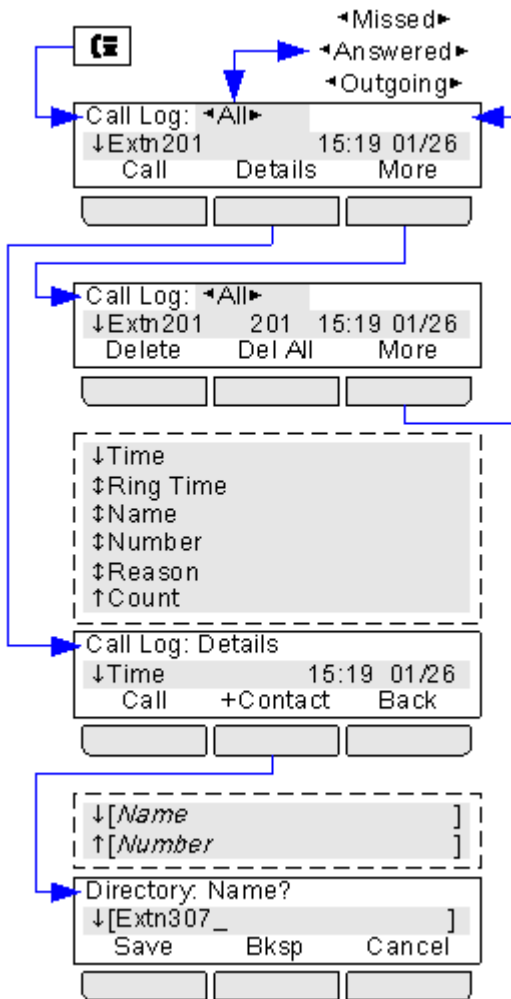 ◂Missed▸
◂Answered▸
◂Outgoing▸
Call Log: ◂All▸
↓Extn201 15:19 01/26
Call Details More
Call Log: ◂All▸
↓Extn201 201 15:19 01/26
Delete Del All More
↓Time
↕Ring Time
↕Name
↕Number
↕Reason
↑Count
Call Log: Details
↓Time 15:19 01/26
Call +Contact Back
↓[Name ]
↑[Number ]
Directory: Name?
↓[Extn307_ ]
Save Bksp Cancel